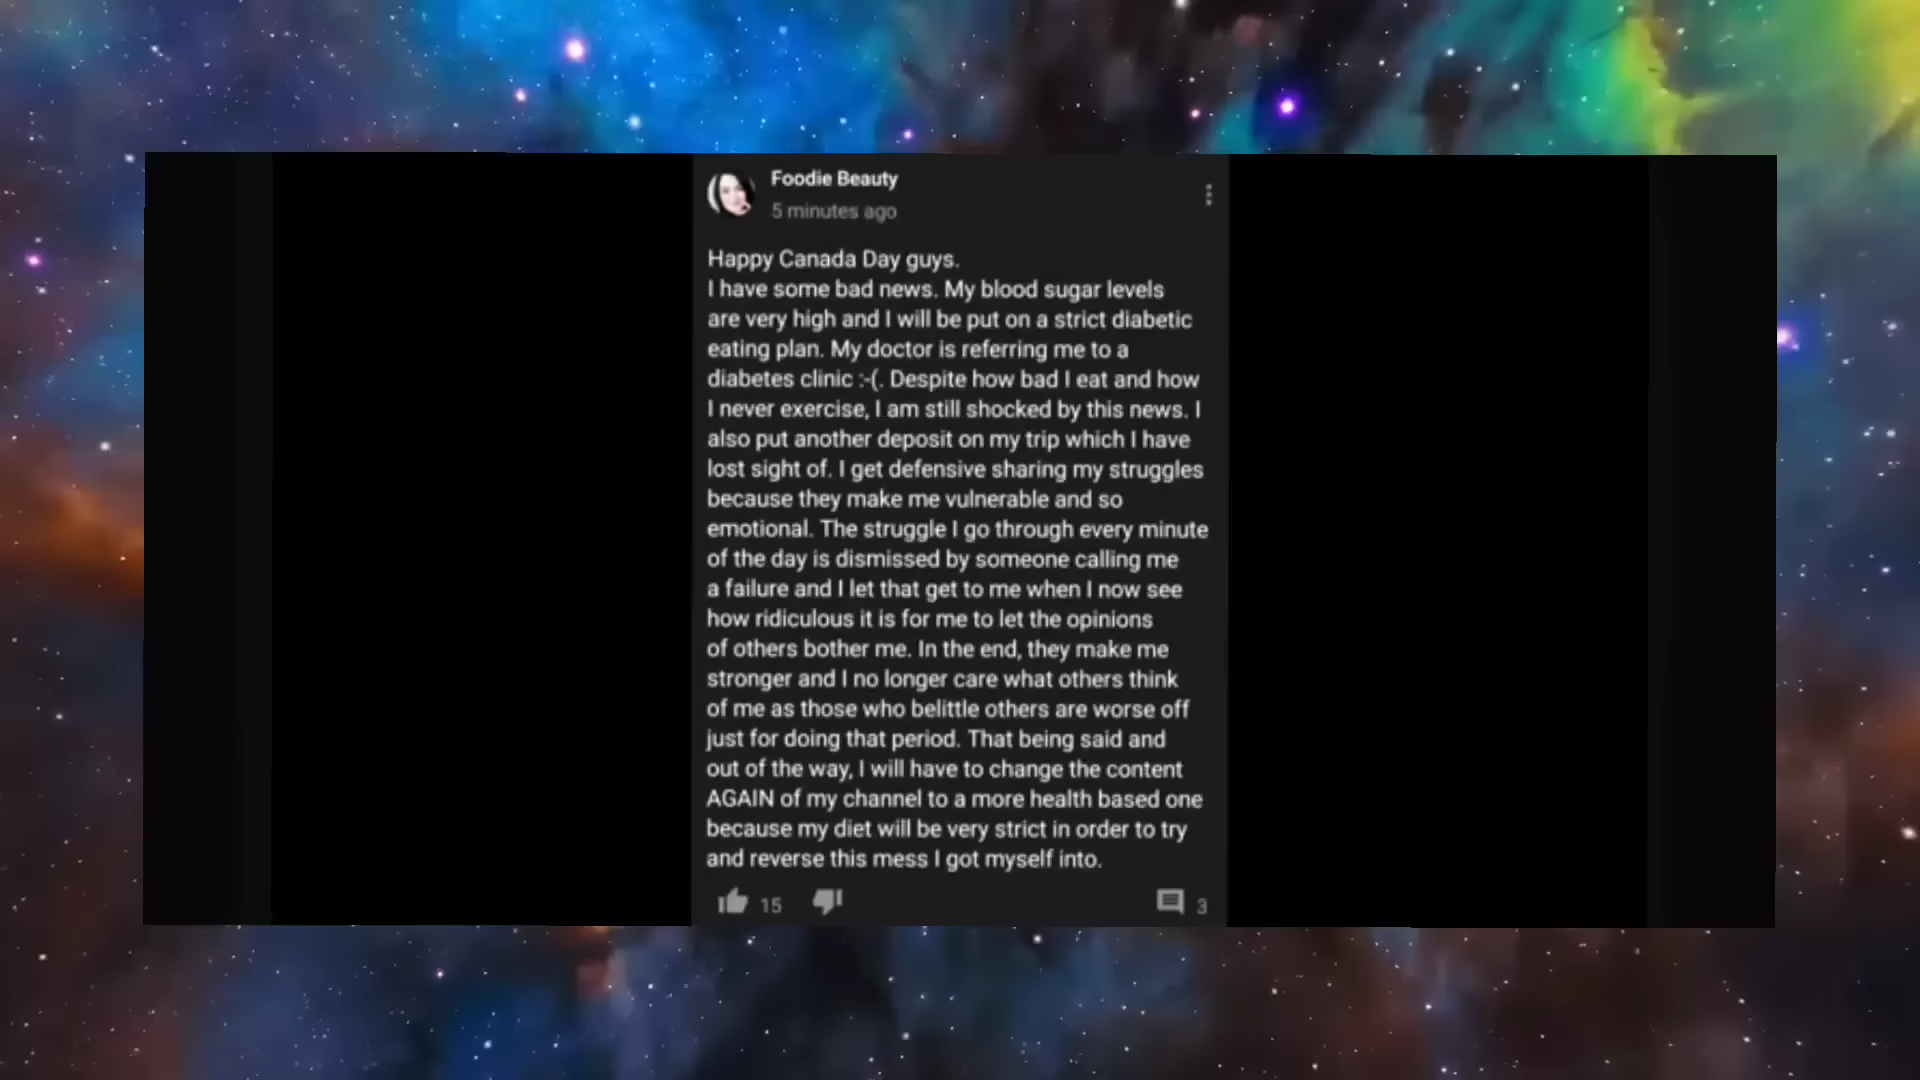 Foodie Beauty
5 minutes ago
Happy Canada Day guys.
I have some bad news. My blood sugar levels
are very high and I will be put on a strict diabetic
eating plan. My doctor is referring me to a
diabetes clinic :-(. Despite how bad I eat and how
I never exercise, I am still shocked by this news. I
also put another deposit on my trip which I have
lost sight of. I get defensive sharing my struggles
because they make me vulnerable and so
emotional. The struggle I go through every minute
of the day is dismissed by someone calling me
a failure and I let that get to me when I now see
how ridiculous it is for me to let the opinions
of others bother me. In the end, they make me
stronger and I no longer care what others think
of me as those who belittle others are worse off
just for doing that period. That being said and
out of the way, I will have to change the content
AGAIN of my channel to a more health based one
because my diet will be very strict in order to try
and reverse this mess I got myself into.
15 3